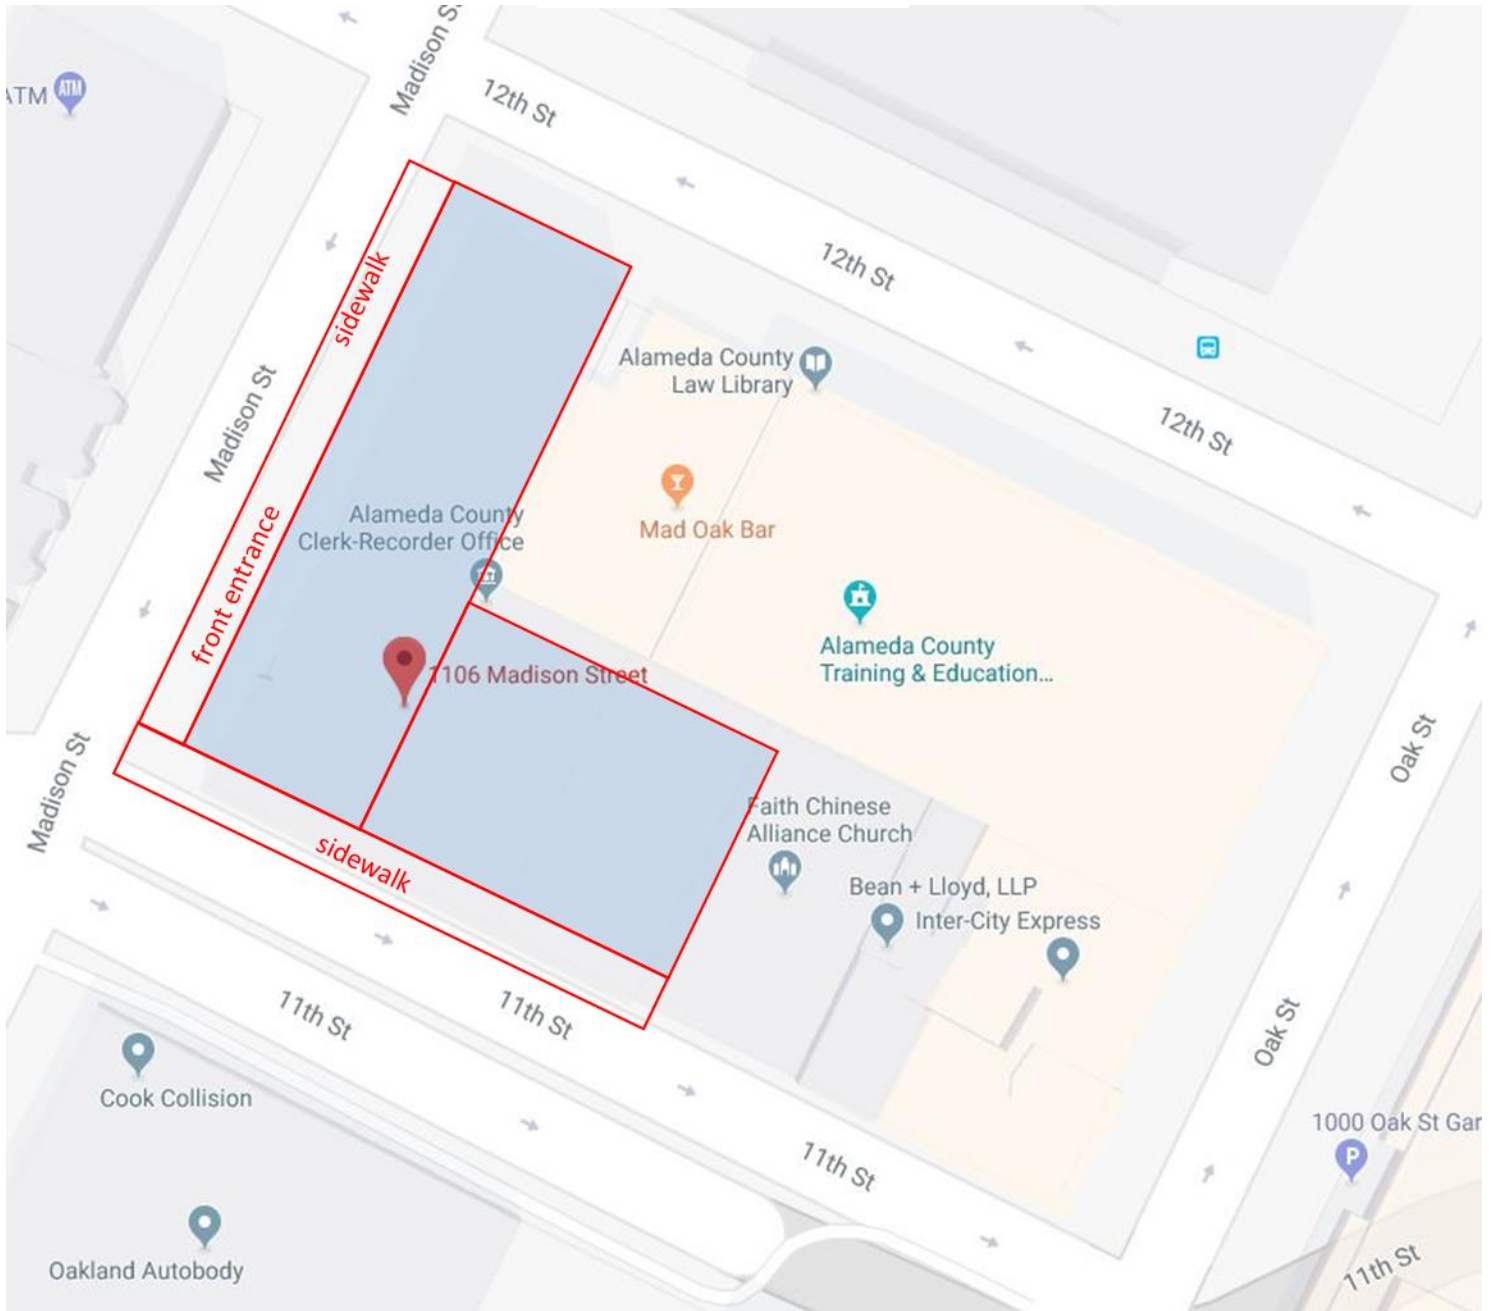 Madison S
12th St
ATM
ATM
sidewalk
12th St
Alameda County
Law Library
Madison St
12th St
Mad Oak Bar
Alameda County
Clerk-Recorder Office
front entrance
Alameda County
Training & Education...
1106 Madison Street
Oak St
Madison St
Faith Chinese
Alliance Church
sidewalk
Bean + Lloyd, LLP
Inter-City Express
11th St
11th St
Oak St
Cook Collision
1000 Oak St Gar
P
11th St
Oakland Autobody
11th St